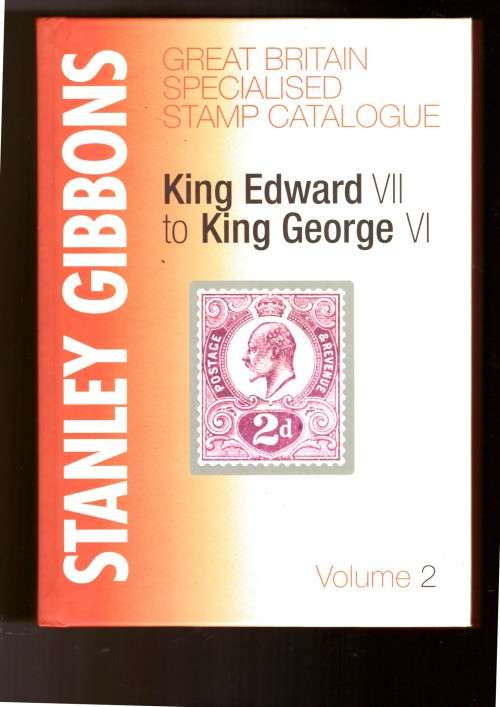 STANLEY GIBBONS
GREAT BRITAIN
SPECIALISED
STAMP CATALOGUE
King Edward VII
to King George VI
POSTAGE & REVENUE
2d
Volume 2